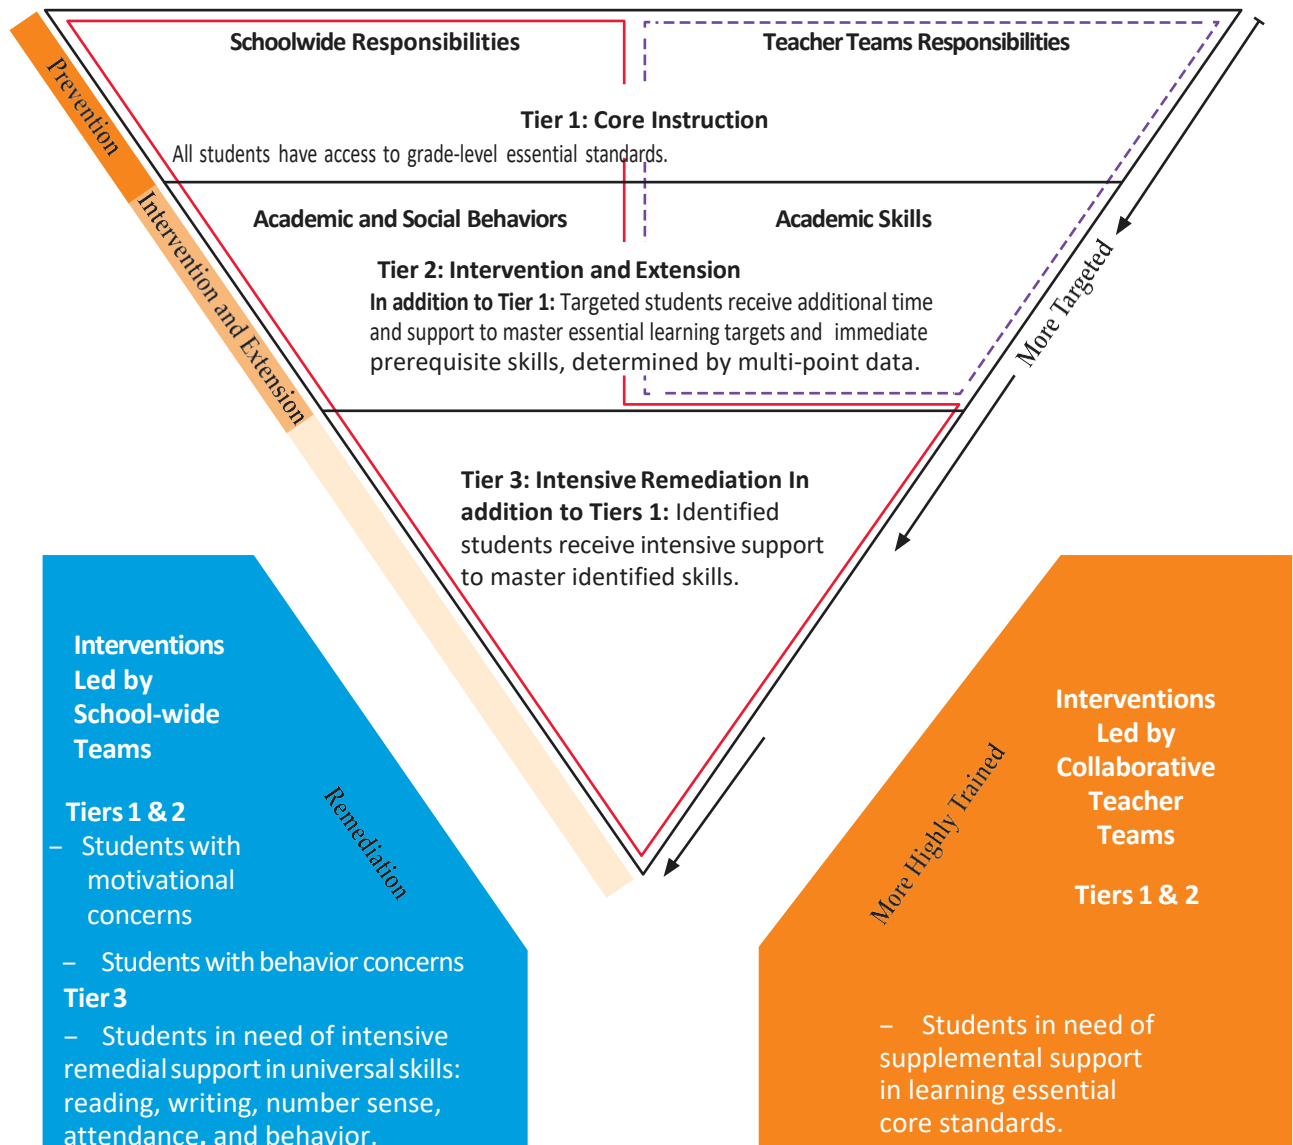 Schoolwide Responsibilities
Teacher Teams Responsibilities
Prevention
Tier 1: Core Instruction
All students have access to grade-level essential standards.
Intervention and Extension
Academic and Social Behaviors
Academic Skills
More Targeted
Tier 2: Intervention and Extension
In addition to Tier 1: Targeted students receive additional time
and support to master essential learning targets and immediate
prerequisite skills, determined by multi-point data.
Tier 3: Intensive Remediation In
addition to Tiers 1: Identified
students receive intensive support
to master identified skills.
Interventions
Led by
School-wide
Teams
Tiers 1 & 2
– Students with
motivational
concerns
– Students with behavior concerns
Tier 3
– Students in need of intensive
remedial support in universal skills:
reading, writing, number sense,
attendance, and behavior.
Remediation
More Highly Trained
Interventions
Led by
Collaborative
Teacher
Teams
Tiers 1 & 2
– Students in need of
supplemental support
in learning essential
core standards.